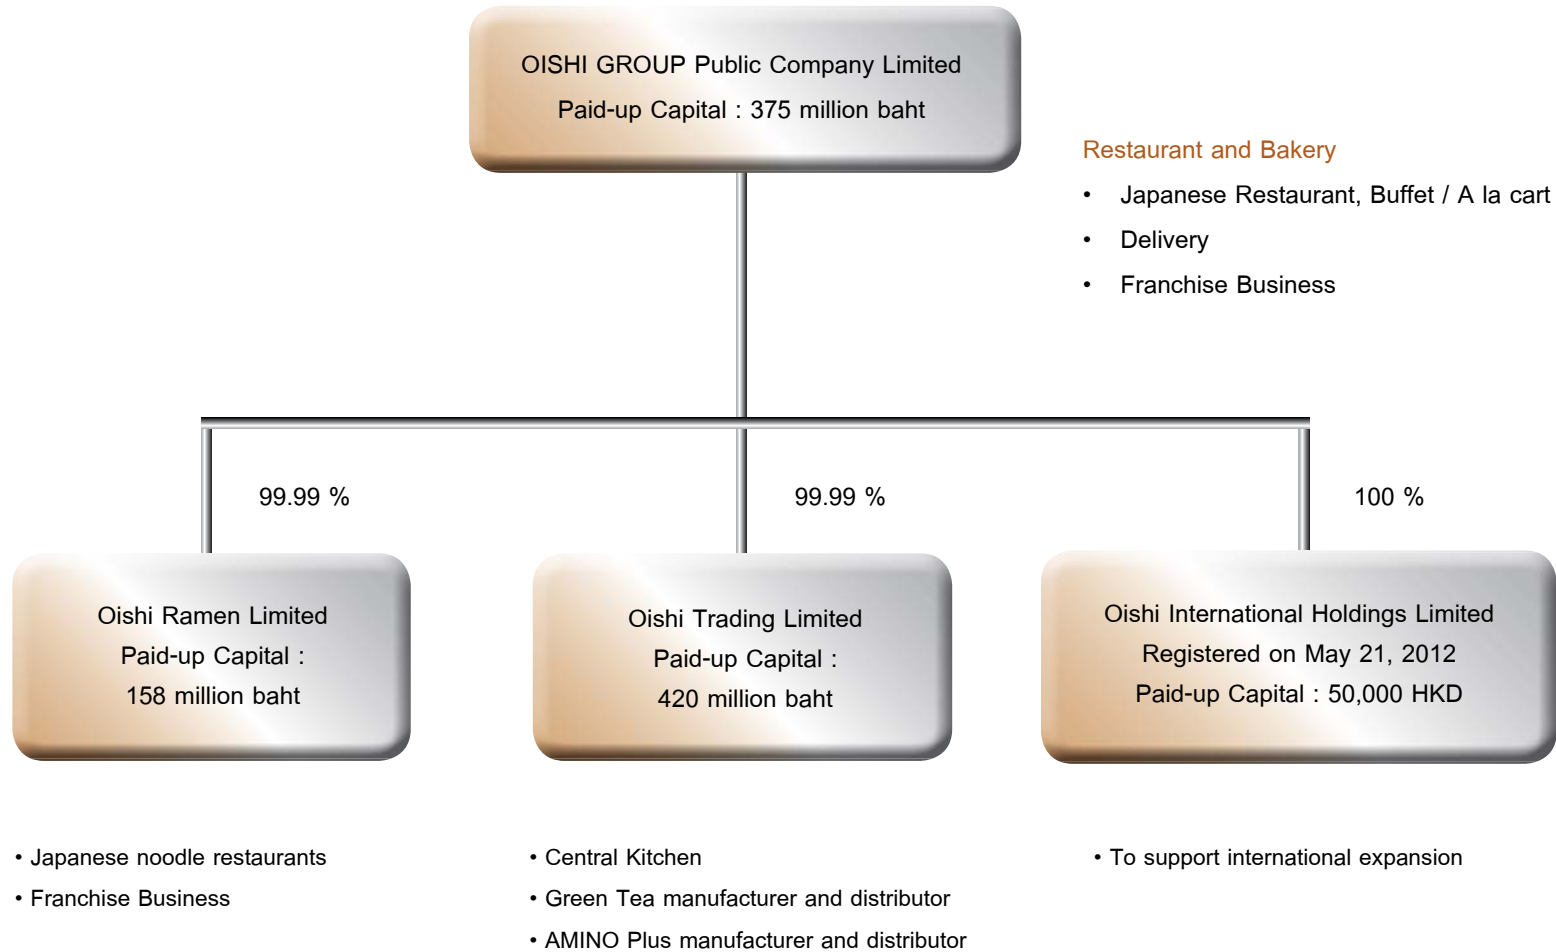 OISHI GROUP Public Company Limited
Paid-up Capital : 375 million baht
Restaurant and Bakery
• Japanese Restaurant, Buffet / A la cart
• Delivery
• Franchise Business
99.99 %
99.99 %
100 %
Oishi Ramen Limited
Paid-up Capital :
158 million baht
Oishi Trading Limited
Paid-up Capital :
420 million baht
Oishi International Holdings Limited
Registered on May 21, 2012
Paid-up Capital : 50,000 HKD
• Japanese noodle restaurants
• Franchise Business
• Central Kitchen
• Green Tea manufacturer and distributor
• AMINO Plus manufacturer and distributor
• To support international expansion